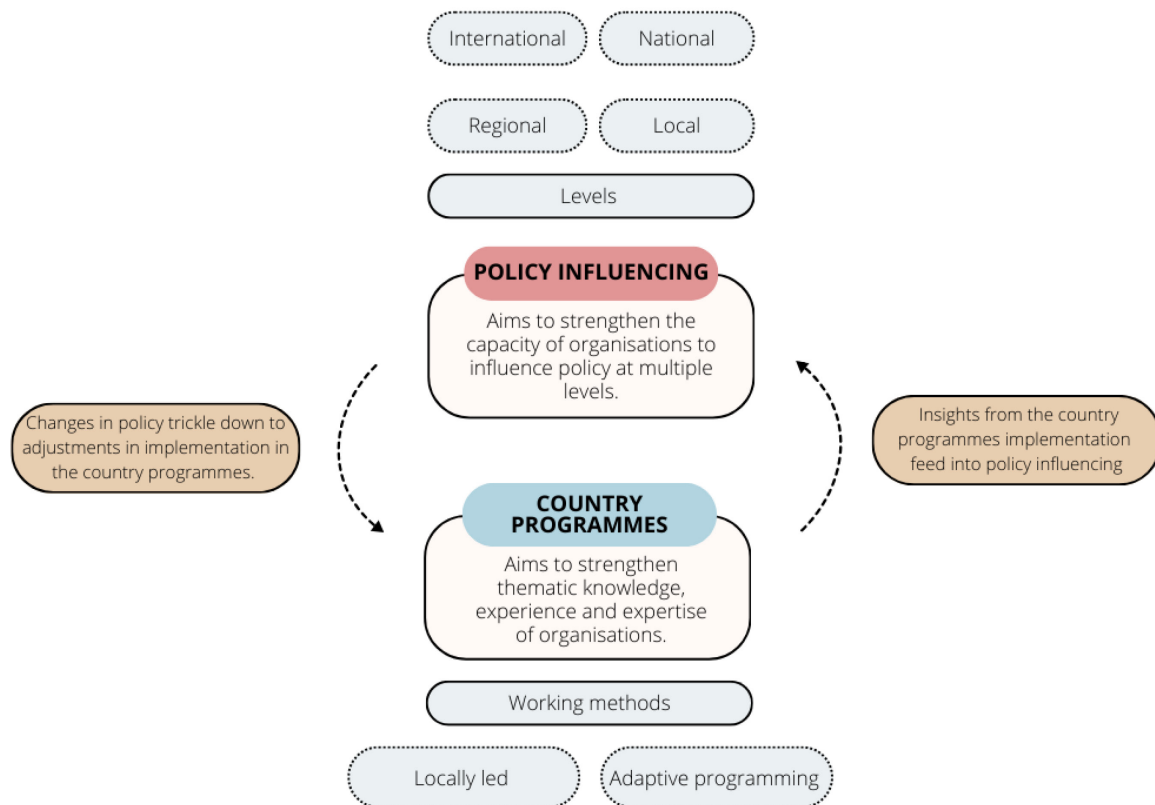 International
National
Regional
Local
Levels
POLICY INFLUENCING
Aims to strengthen the
capacity of organisations to
influence policy at multiple
levels.
Changes in policy trickle down to
adjustments in implementation in
the country programmes.
Insights from the country
programmes implementation
feed into policy influencing
COUNTRY
PROGRAMMES
Aims to strengthen
thematic knowledge,
experience and expertise
of organisations.
Working methods
Locally led
Adaptive programming